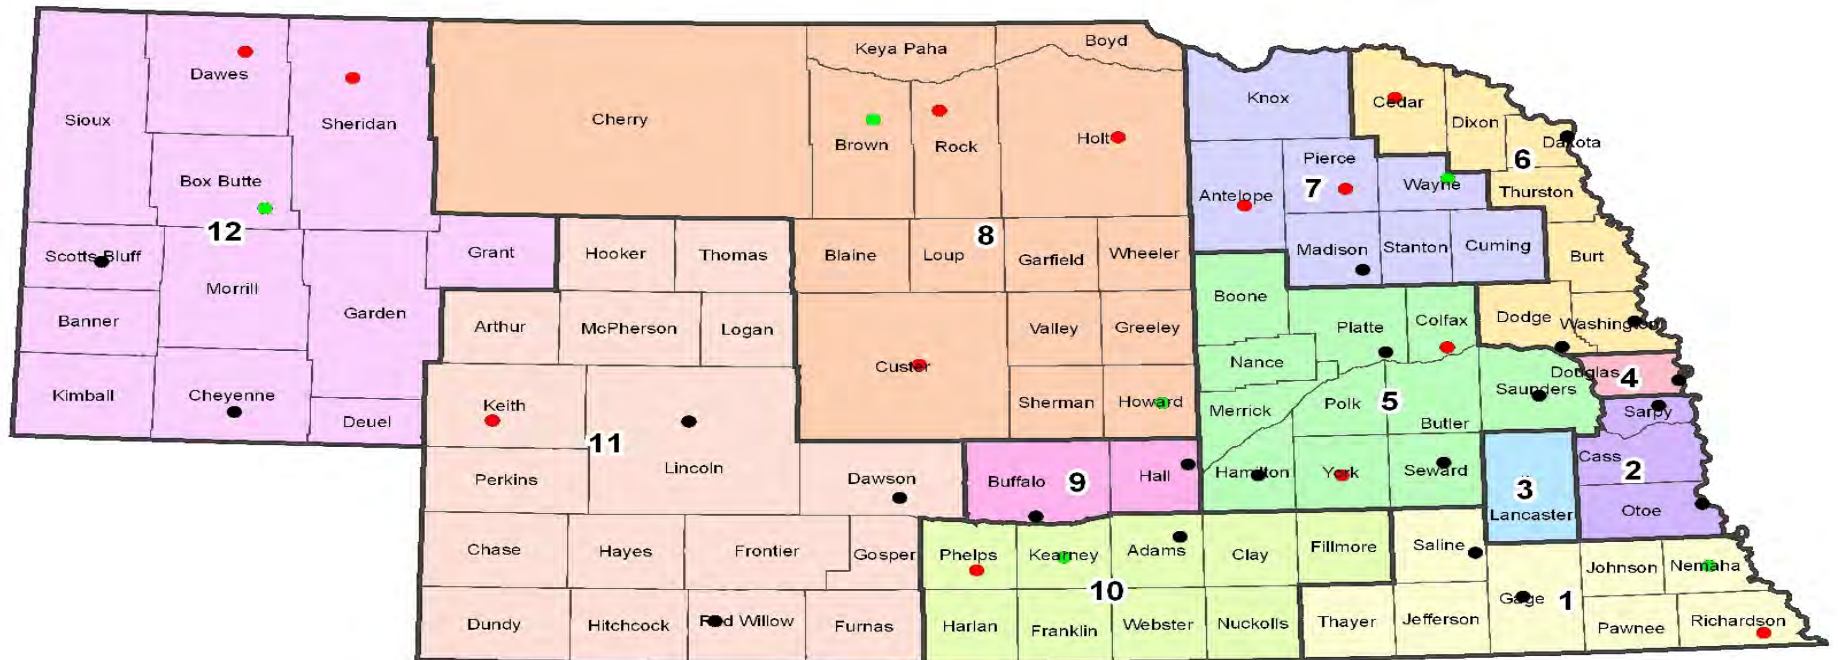 Keya Paha
Boyd
Dawes
Sioux
Sheridan
Cherry
Brown
Rock
Holt
Knox
Cedar
Dixon
Dakota
6
Box Butte
12
Antelope
Pierce
7
Wayne
Thurston
Scotts Bluff
Grant
Hooker
Thomas
Blaine
Loup
8
Garfield
Wheeler
Madison
Stanton
Cuming
Burt
Morrill
Banner
Garden
Arthur
McPherson
Logan
Valley
Greeley
Boone
Platte
Colfax
Dodge
Washington
Nance
Custer
Kimball
Cheyenne
Deuel
Keith
Sherman
Howard
Merrick
Polk
5
Butler
Saunders
Douglas
4
Sarpy
11
Lincoln
Perkins
Dawson
Buffalo
9
Hall
Hamilton
York
Seward
3
Lancaster
Cass
2
Otoe
Chase
Hayes
Frontier
Gosper
Phelps
Kearney
Adams
Clay
Fillmore
Saline
Johnson
Nemaha
10
Gage
1
Dundy
Hitchcock
Red Willow
Furnas
Harlan
Franklin
Webster
Nuckolls
Thayer
Jefferson
Pawnee
Richardson